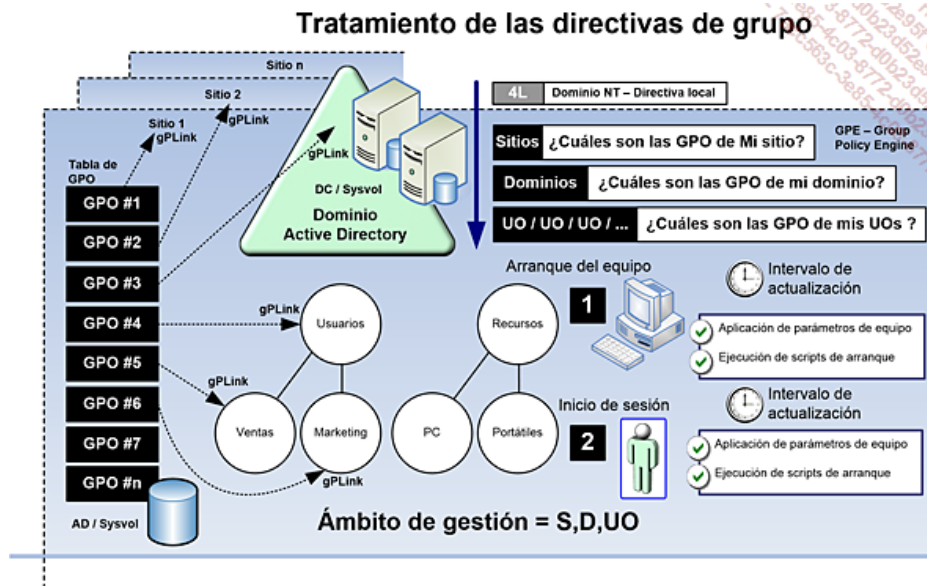 Tratamiento de las directivas de grupo
Sitio n
Sitio 2
gPLink
Sitio 1
gPLink
Tabla de
GPO
GPO #1
GPO #2
GPO #3
GPO #4
GPO #5
GPO #6
GPO #7
GPO #n
AD / Sysvol
gPLink
DC / Sysvol
Dominio
Active Directory
4L
Dominio NT – Directiva local
Sitios
¿Cuáles son las GPO de Mi sitio?
GPE – Group
Policy Engine
Dominios
¿Cuáles son las GPO de mi dominio?
UO / UO / UO / ...
¿Cuáles son las GPO de mis UOs ?
gPLink
Usuarios
gPLink
Ventas
Marketing
gPLink
Recursos
PC
Portátiles
Arranque del equipo
1
Intervalo de
actualización
Aplicación de parámetros de equipo
Ejecución de scripts de arranque
Inicio de sesión
2
Intervalo de
actualización
Aplicación de parámetros de equipo
Ejecución de scripts de arranque
Ámbito de gestión = S,D,UO